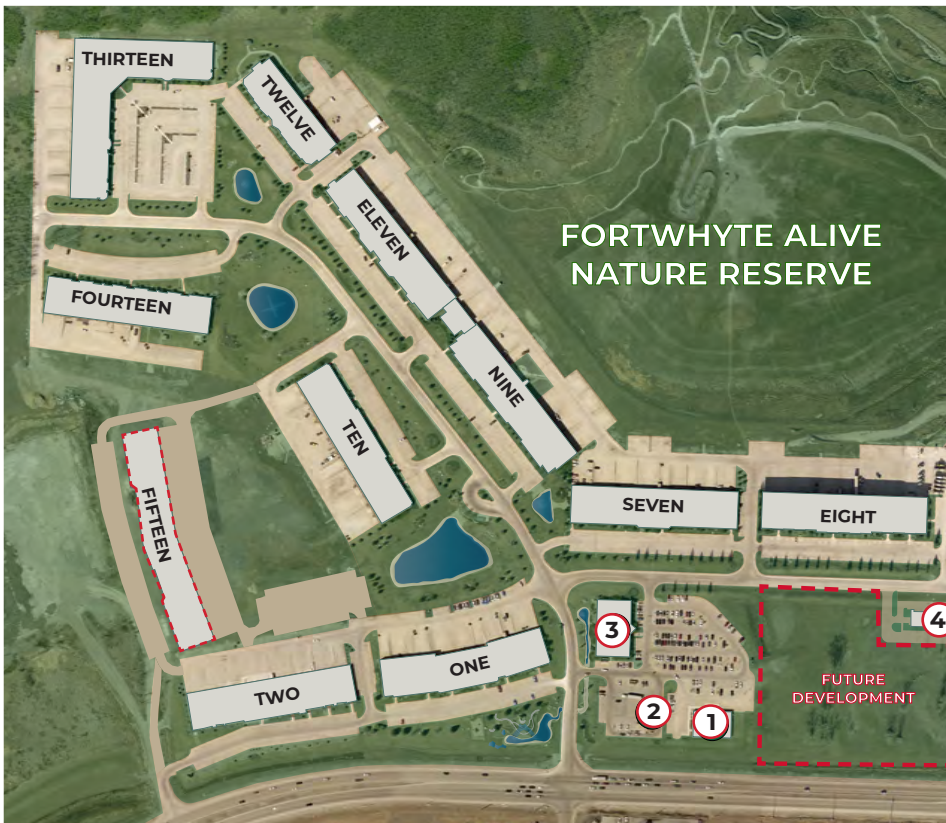 THIRTEEN
TWELVE
ELEVEN
FORTWHYTE ALIVE
NATURE RESERVE
FOURTEEN
NINE
TEN
FIFTEEN
SEVEN
EIGHT
3
4
ONE
TWO
FUTURE
DEVELOPMENT
2
1